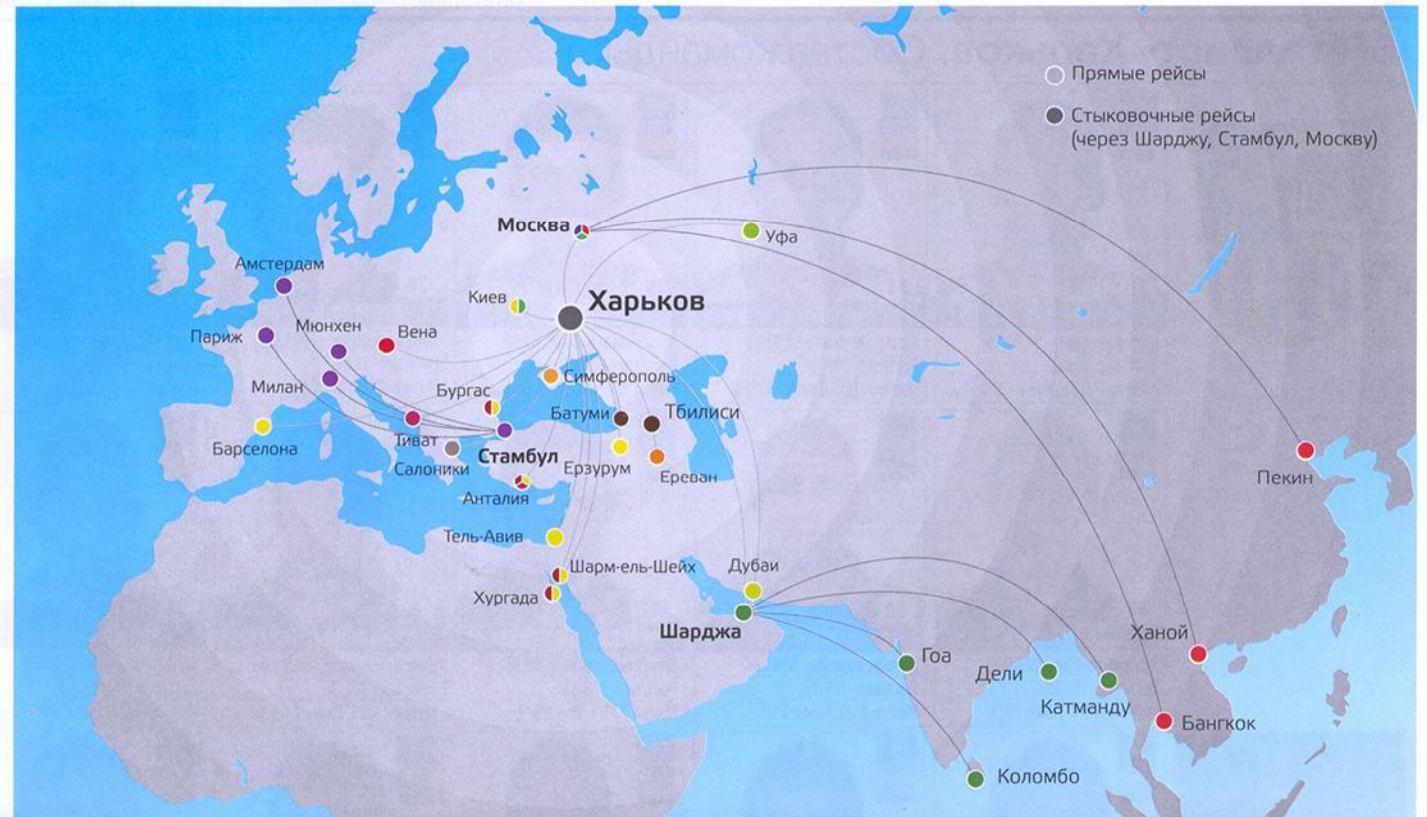 Прямые рейсы
Стыковочные рейсы
(через Шарджу, Стамбул, Москву)
Москва
Уфа
Амстердам
Киев
Харьков
Париж
Мюнхен
Вена
Милан
Бургас
Симферополь
Батуми
Тбилиси
Барселона
Тиват
Салоники
Стамбул
Ерзурум
Ереван
Анталия
Пекин
Тель-Авив
Шарм-ель-Шейх
Дубаи
Хургада
Шарджа
Ханой
Гоа
Дели
Катманду
Бангкок
Коломбо